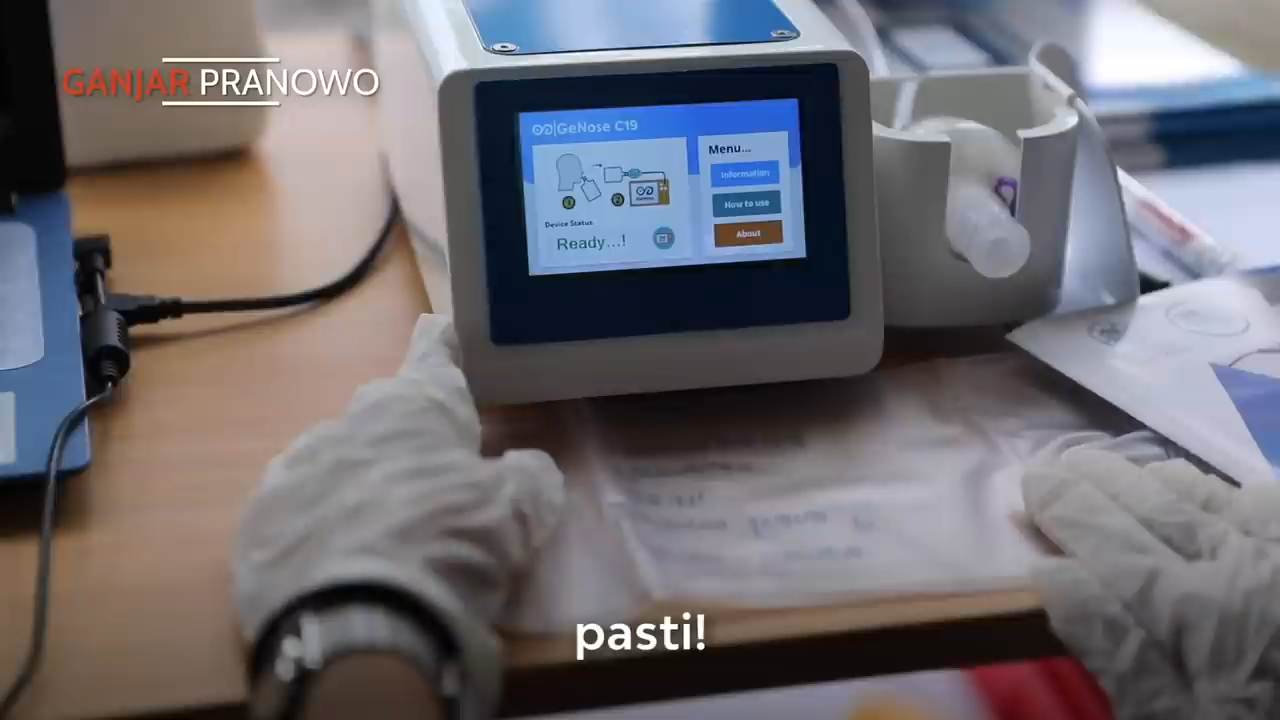 GANJAR PRANOWO
GeNose C19
Menu...
Information
How to use
About
Device Status
Ready...!
pasti!